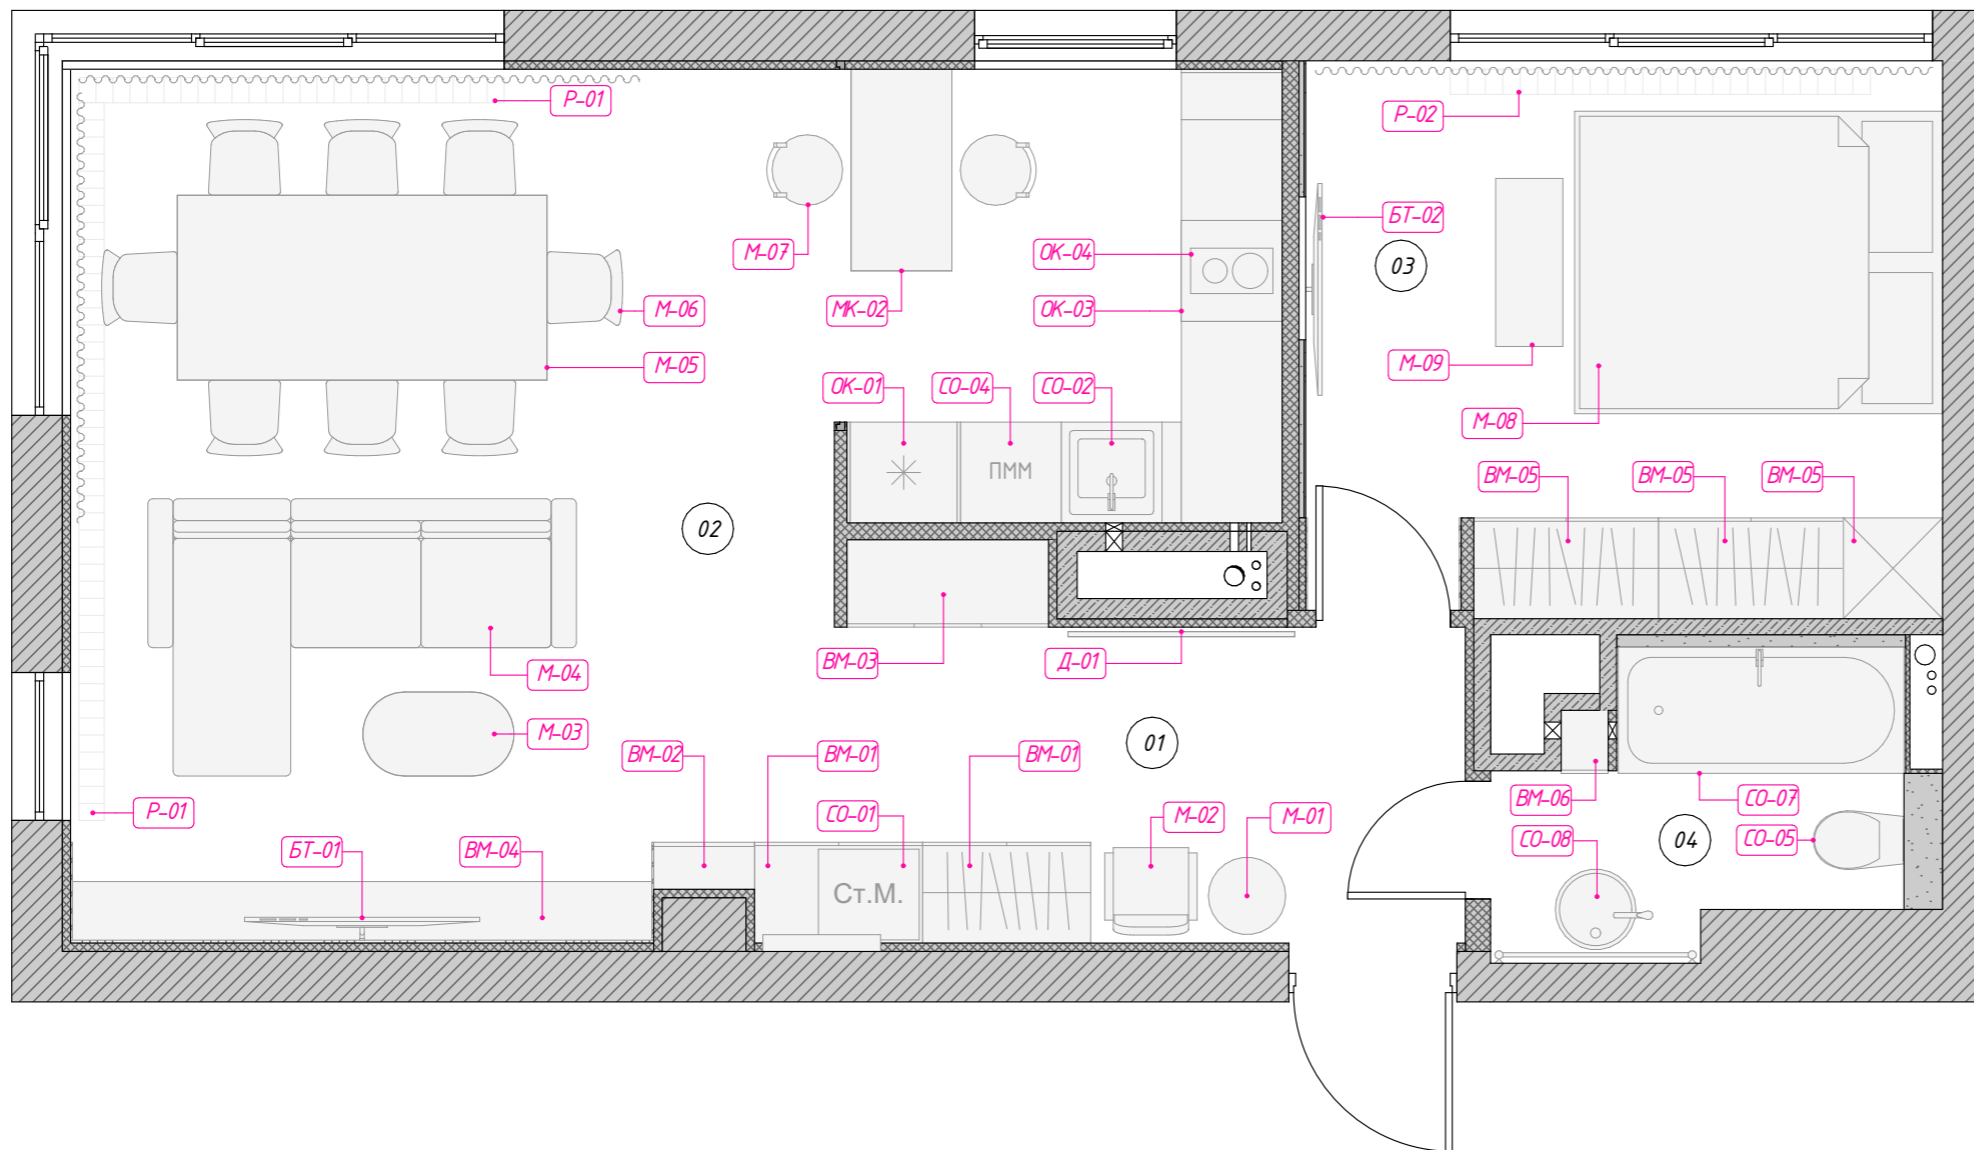 Р-01
Р-02
БТ-02
М-07
ОК-04
03
МК-02
ОК-03
М-06
М-05
М-09
ОК-01
СО-04
СО-02
М-08
ПММ
ВМ-05
ВМ-05
ВМ-05
02
М-04
ВМ-03
Д-01
М-03
01
ВМ-02
ВМ-01
ВМ-01
Р-01
СО-01
М-02
М-01
ВМ-06
СО-07
БТ-01
ВМ-04
СО-08
04
СО-05
Ст.М.